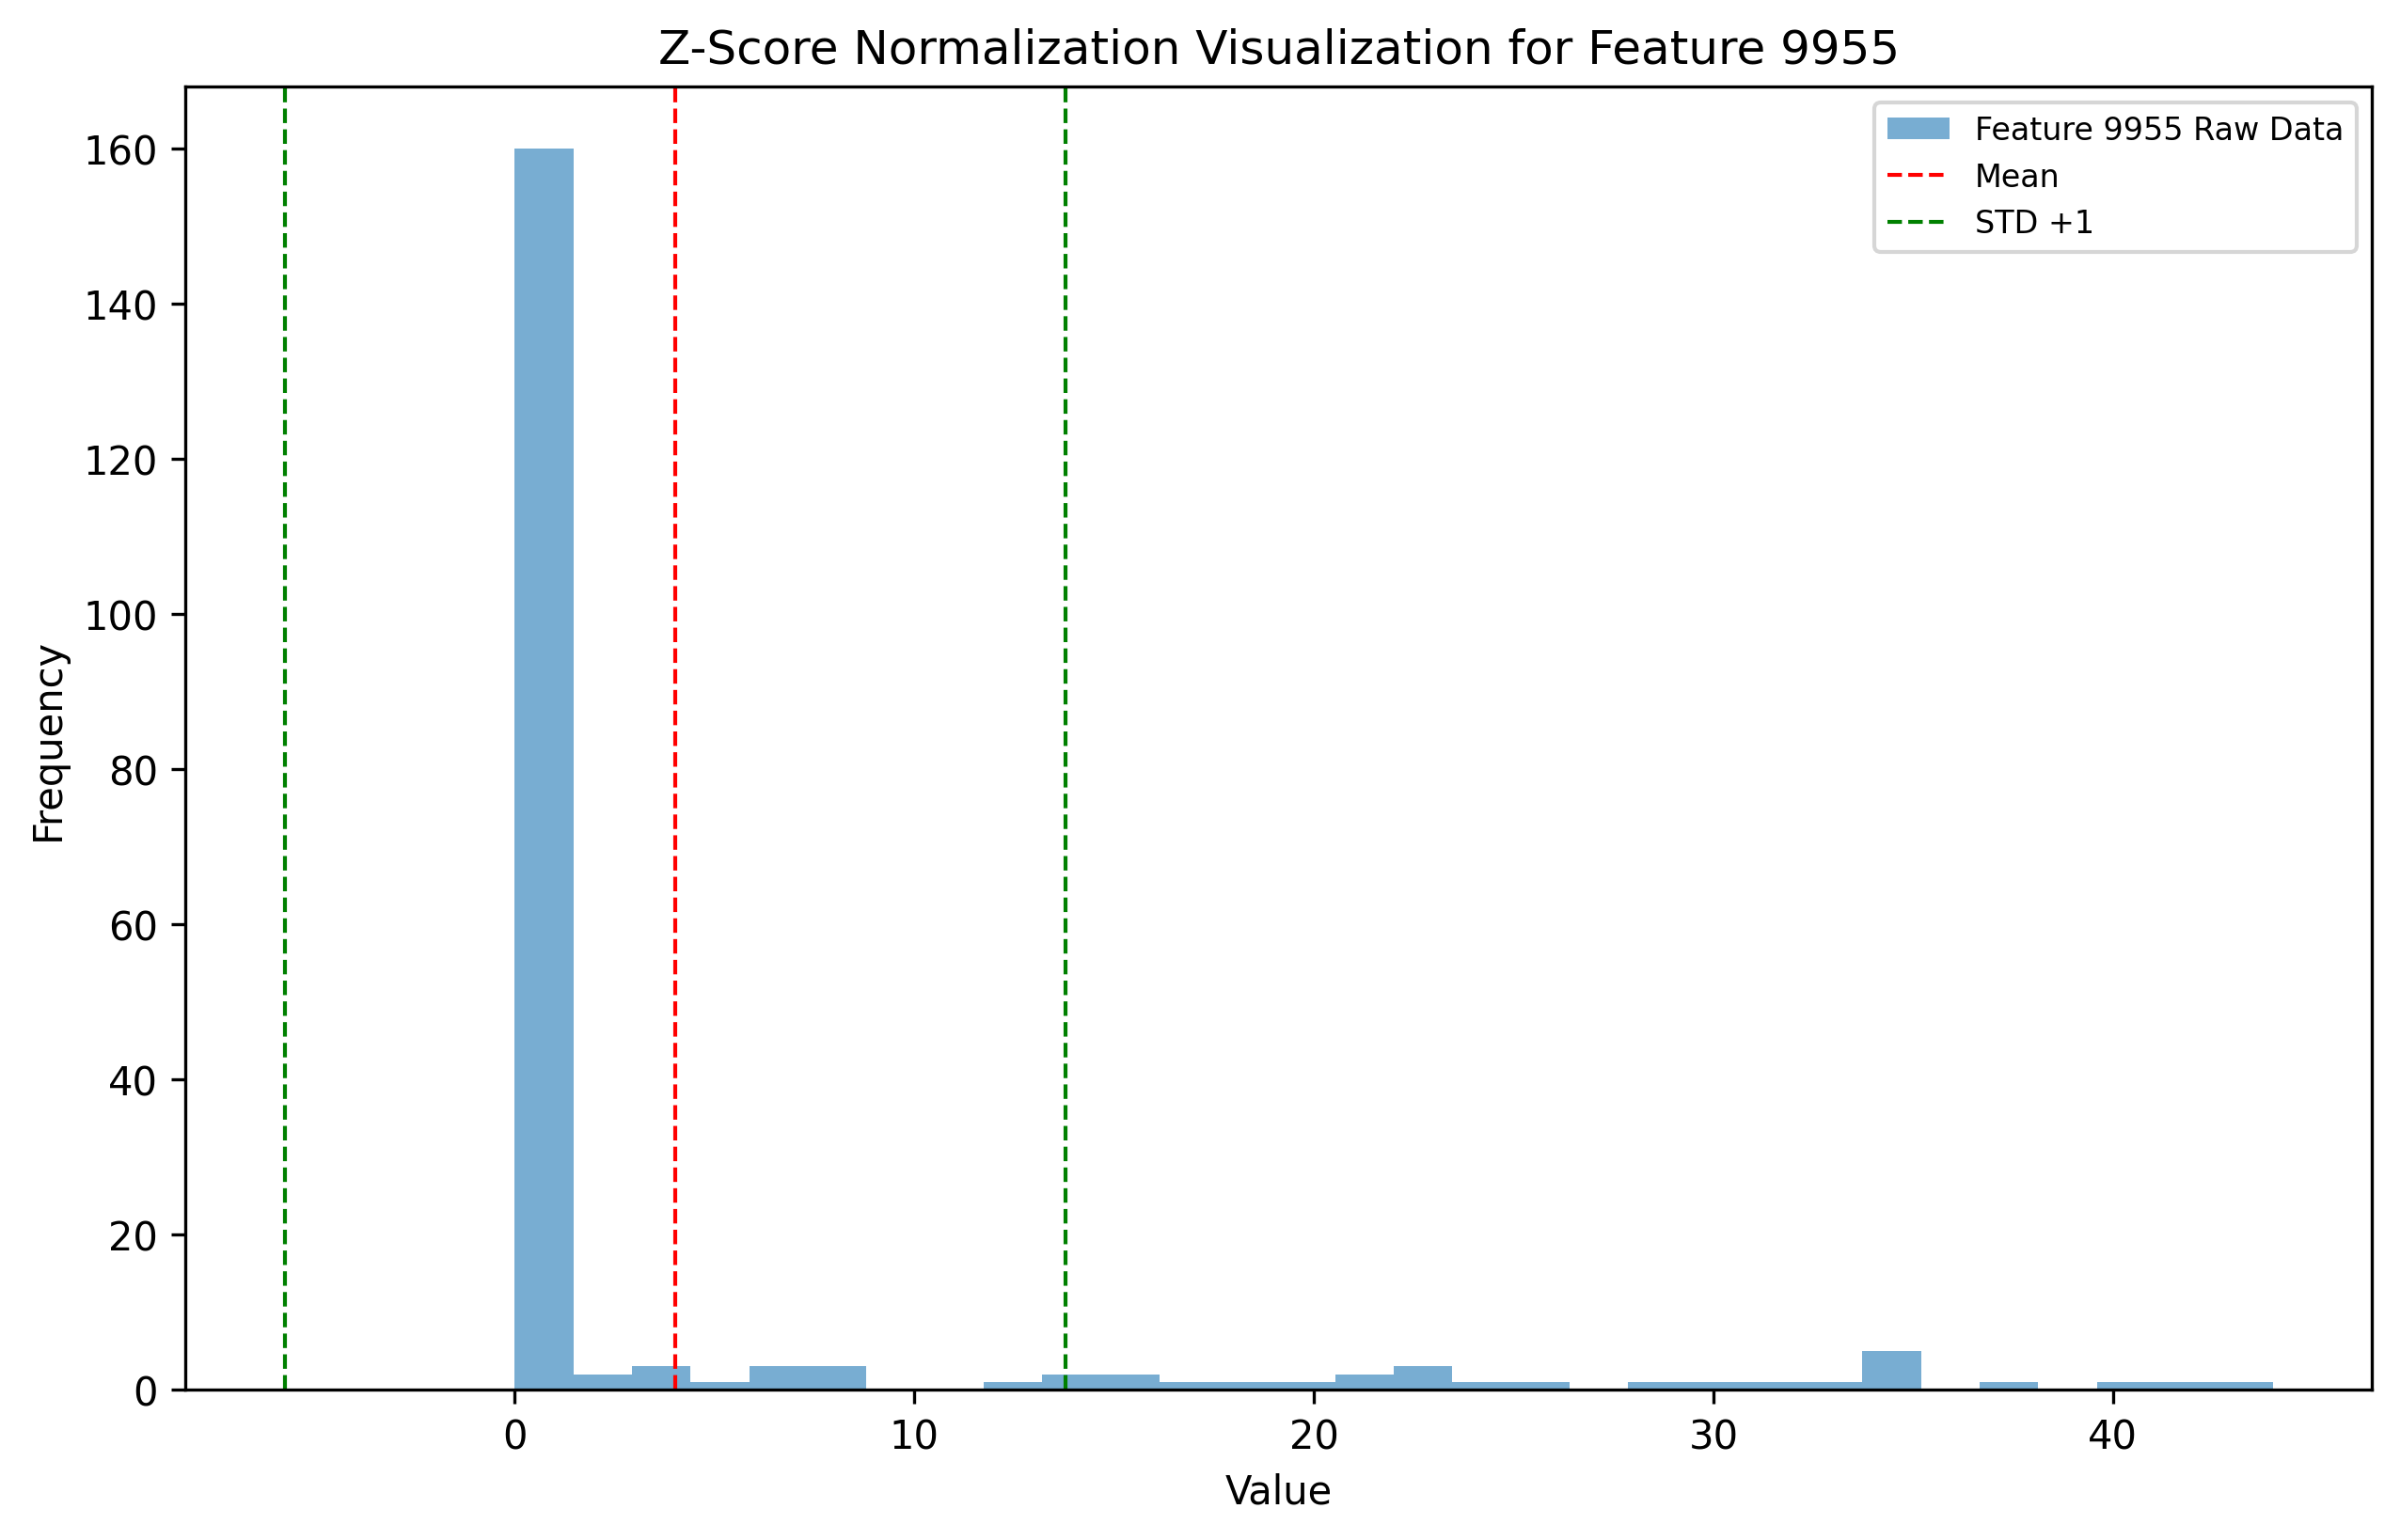 Z-Score Normalization Visualization for Feature 9955
Feature 9955 Raw Data
Mean
STD +1
Frequency
160
140
120
100
80
60
40
20
0
0 10 20 30 40
Value